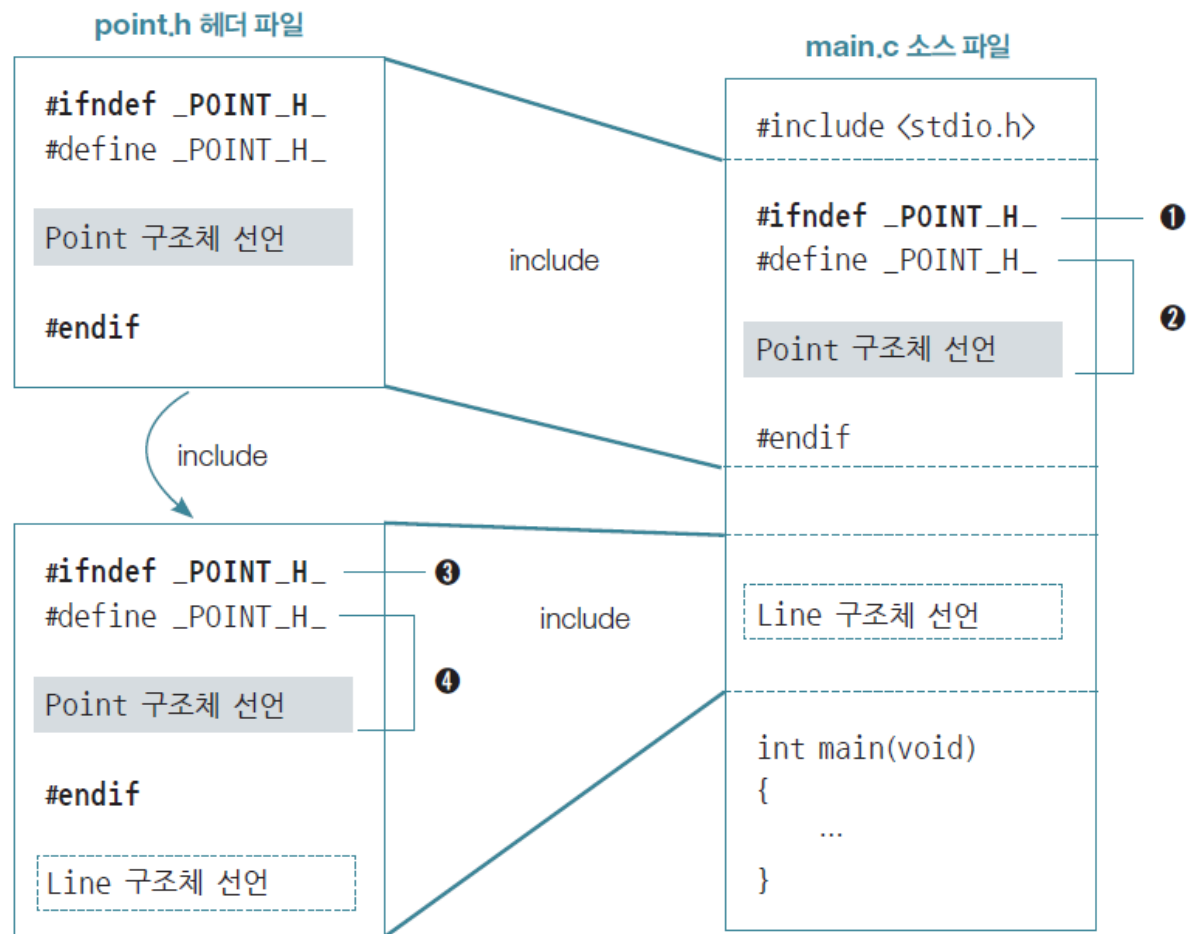 point.h 헤더 파일
#ifndef _POINT_H_
#define _POINT_H_
Point 구조체 선언
#endif
include
include
main.c 소스 파일
#include <stdio.h>
#ifndef _POINT_H_ ❶
#define _POINT_H_
❷
Point 구조체 선언
#endif
#ifndef _POINT_H_ ❸
#define _POINT_H_
❹
Point 구조체 선언
#endif
Line 구조체 선언
include
Line 구조체 선언
int main(void)
{
...
}